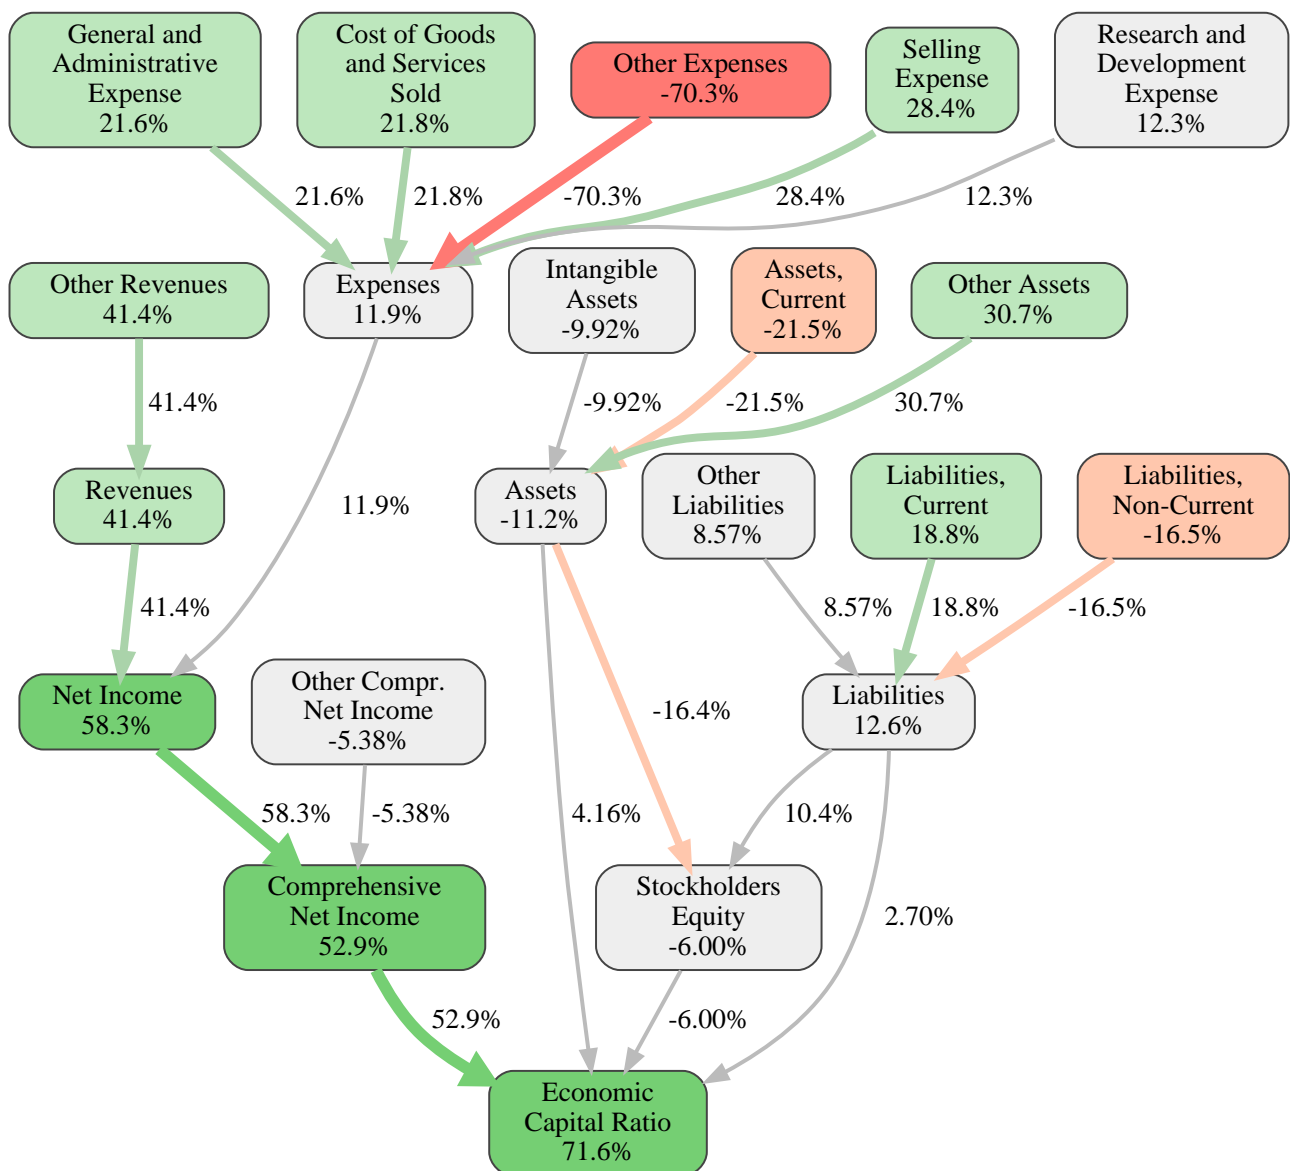 General and
Administrative
Expense
21.6%
Cost of Goods
and Services
Sold
21.8%
Other Expenses
-70.3%
Selling
Expense
28.4%
Research and
Development
Expense
12.3%
21.6%
21.8%
-70.3%
28.4%
12.3%
Other Revenues
41.4%
Expenses
11.9%
Intangible
Assets
-9.92%
Assets,
Current
-21.5%
Other Assets
30.7%
41.4%
-9.92%
-21.5%
30.7%
Revenues
41.4%
11.9%
Assets
-11.2%
Other
Liabilities
8.57%
Liabilities,
Current
18.8%
Liabilities,
Non-Current
-16.5%
41.4%
8.57%
18.8%
-16.5%
Net Income
58.3%
Other Compr.
Net Income
-5.38%
-16.4%
Liabilities
12.6%
58.3%
-5.38%
4.16%
10.4%
Comprehensive
Net Income
52.9%
Stockholders
Equity
-6.00%
2.70%
52.9%
-6.00%
Economic
Capital Ratio
71.6%